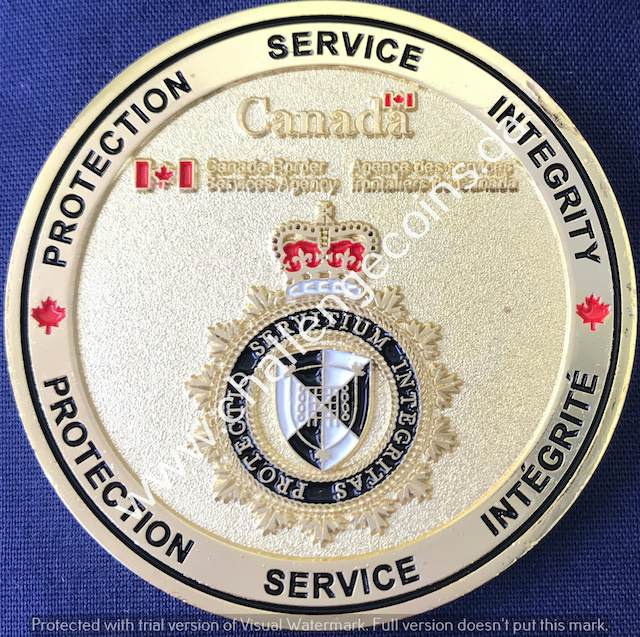 PROTECTION SERVICE INTEGRITY
Canada
Canada Border Services Agency
Agence des services frontaliers du Canada
SERVITIUM INTEGRITAS PROTECTIO
PROTECTION SERVICE INTÉGRITÉ
www.challengecoins.ca
Protected with trial version of Visual Watermark. Full version doesn't put this mark.